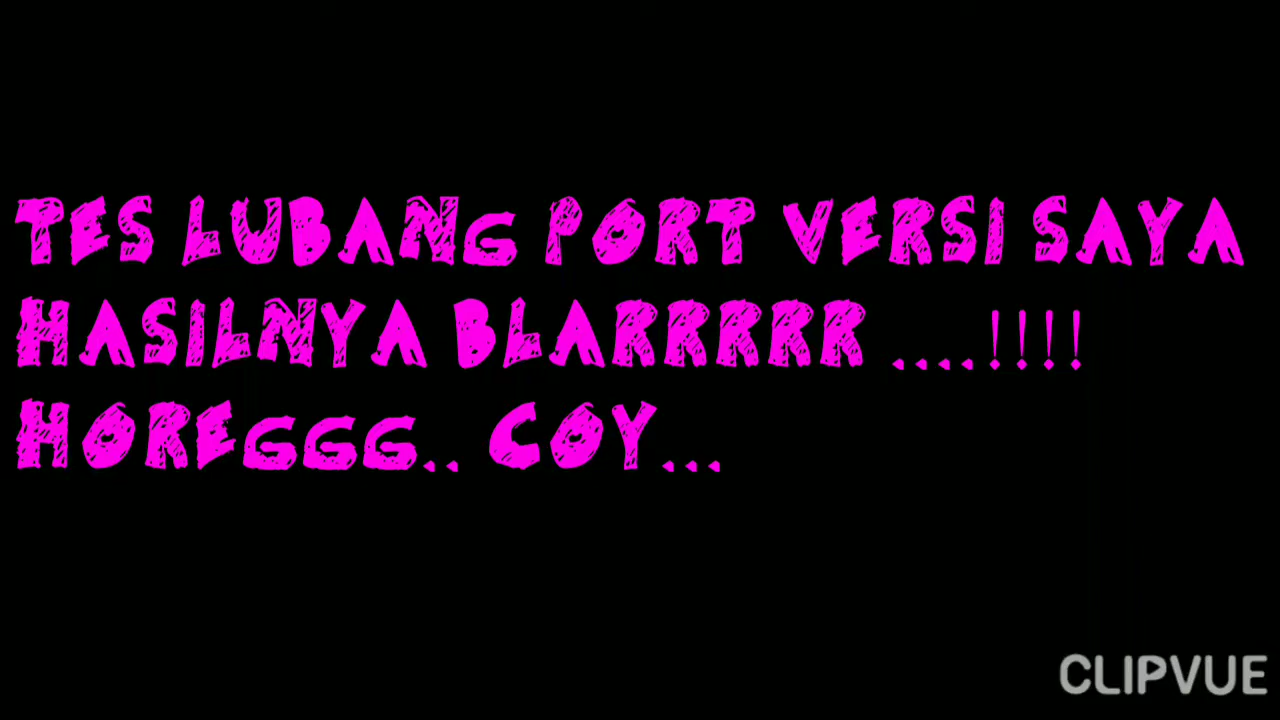 TES LUBANG PORT VERSI SAYA
HASILNYA BLARRRRR ....!!!!
HOREGGG.. COY...
CLIPVUE